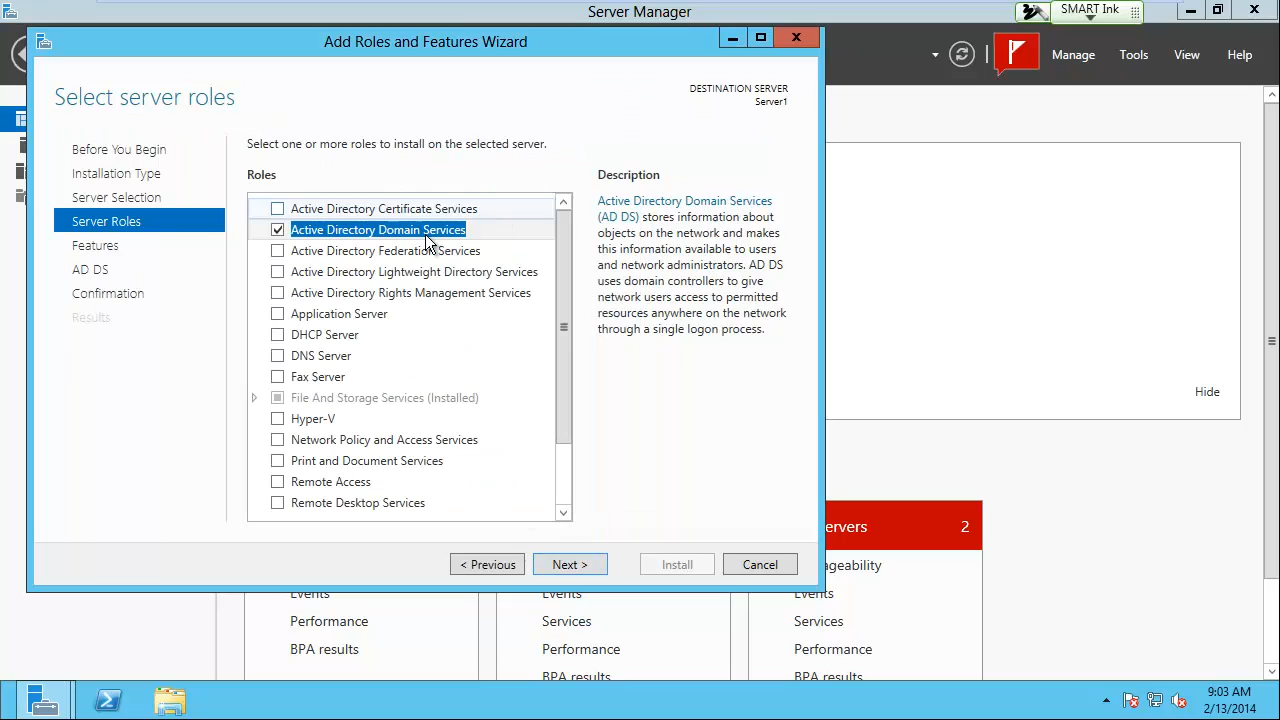 Server Manager
SMART Ink
Add Roles and Features Wizard
Manage
Tools
View
Help
Select server roles
DESTINATION SERVER
Server1
Before You Begin
Installation Type
Server Selection
Server Roles
Features
AD DS
Confirmation
Results
Select one or more roles to install on the selected server.
Roles
Active Directory Certificate Services
Active Directory Domain Services
Active Directory Federation Services
Active Directory Lightweight Directory Services
Active Directory Rights Management Services
Application Server
DHCP Server
DNS Server
Fax Server
File And Storage Services (Installed)
Hyper-V
Network Policy and Access Services
Print and Document Services
Remote Access
Remote Desktop Services
Description
Active Directory Domain Services
(AD DS) stores information about
objects on the network and makes
this information available to users
and network administrators. AD DS
uses domain controllers to give
network users access to permitted
resources anywhere on the network
through a single logon process.
Hide
< Previous
Next >
Install
Cancel
ervers 2
ageability
Events
Events
Events
Performance
Services
Services
BPA results
Performance
Performance
BPA results
BPA results
9:03 AM
2/13/2014